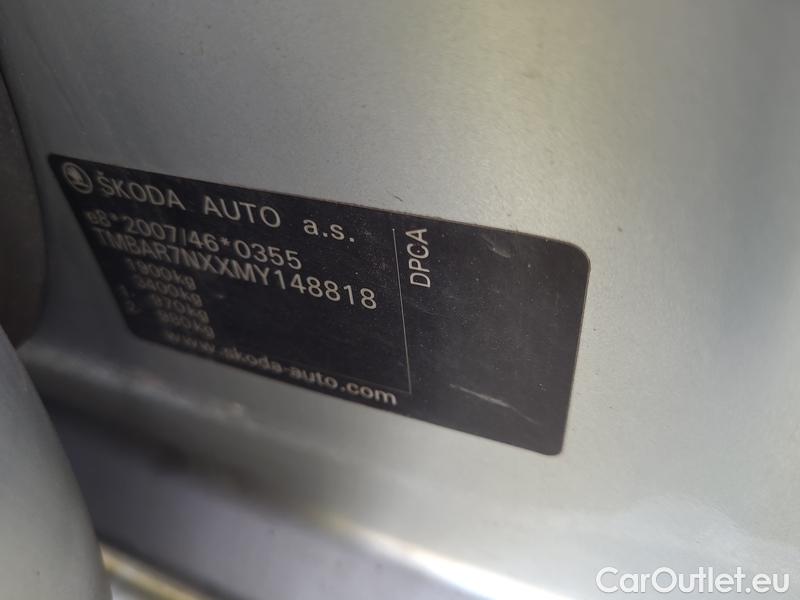 ŠKODA AUTO a.s.
e8*2007/46*0355
TMBAR7NXXMY148818
1900kg
3400kg
1- 970kg
2- 980kg
www.skoda-auto.com
DPCA
CarOutlet.eu